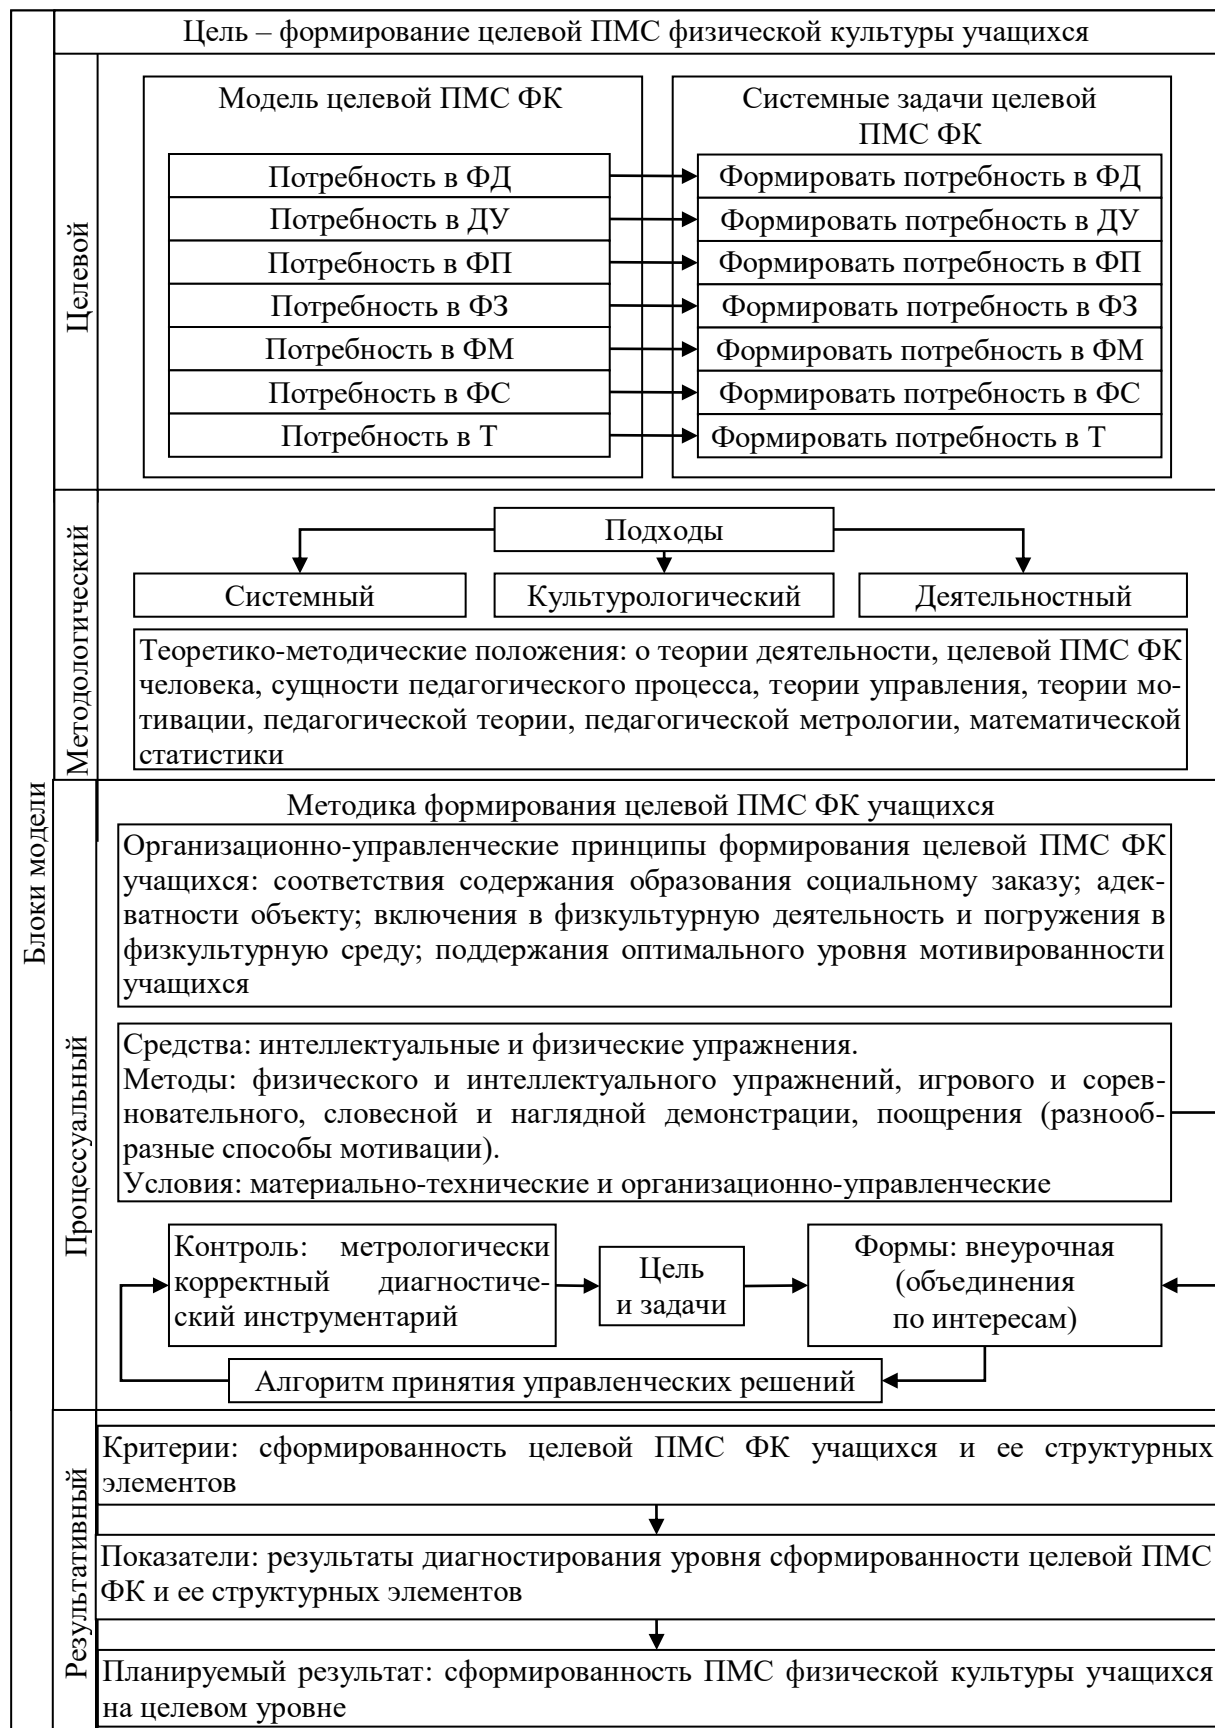 Блоки модели
Цель – формирование целевой ПМС физической культуры учащихся
Целевой
Модель целевой ПМС ФК
Потребность в ФД
Потребность в ДУ
Потребность в ФП
Потребность в ФЗ
Потребность в ФМ
Потребность в ФС
Потребность в Т
Системные задачи целевой
ПМС ФК
Формировать потребность в ФД
Формировать потребность в ДУ
Формировать потребность в ФП
Формировать потребность в ФЗ
Формировать потребность в ФМ
Формировать потребность в ФС
Формировать потребность в Т
Методологический
Подходы
Системный
Культурологический
Деятельностный
Теоретико-методические положения: о теории деятельности, целевой ПМС ФК
человека, сущности педагогического процесса, теории управления, теории мо-
тивации, педагогической теории, педагогической метрологии, математической
статистики
Процессуальный
Методика формирования целевой ПМС ФК учащихся
Организационно-управленческие принципы формирования целевой ПМС ФК
учащихся: соответствия содержания образования социальному заказу; адек-
ватности объекту; включения в физкультурную деятельность и погружения в
физкультурную среду; поддержания оптимального уровня мотивированности
учащихся
Средства: интеллектуальные и физические упражнения.
Методы: физического и интеллектуального упражнений, игрового и сорев-
новательного, словесной и наглядной демонстрации, поощрения (разнооб-
разные способы мотивации).
Условия: материально-технические и организационно-управленческие
Контроль: метрологически
корректный диагностиче-
ский инструментарий
Цель
и задачи
Формы: внеурочная
(объединения
по интересам)
Алгоритм принятия управленческих решений
Результативный
Критерии: сформированность целевой ПМС ФК учащихся и ее структурных
элементов
Показатели: результаты диагностирования уровня сформированности целевой ПМС
ФК и ее структурных элементов
Планируемый результат: сформированность ПМС физической культуры учащихся
на целевом уровне